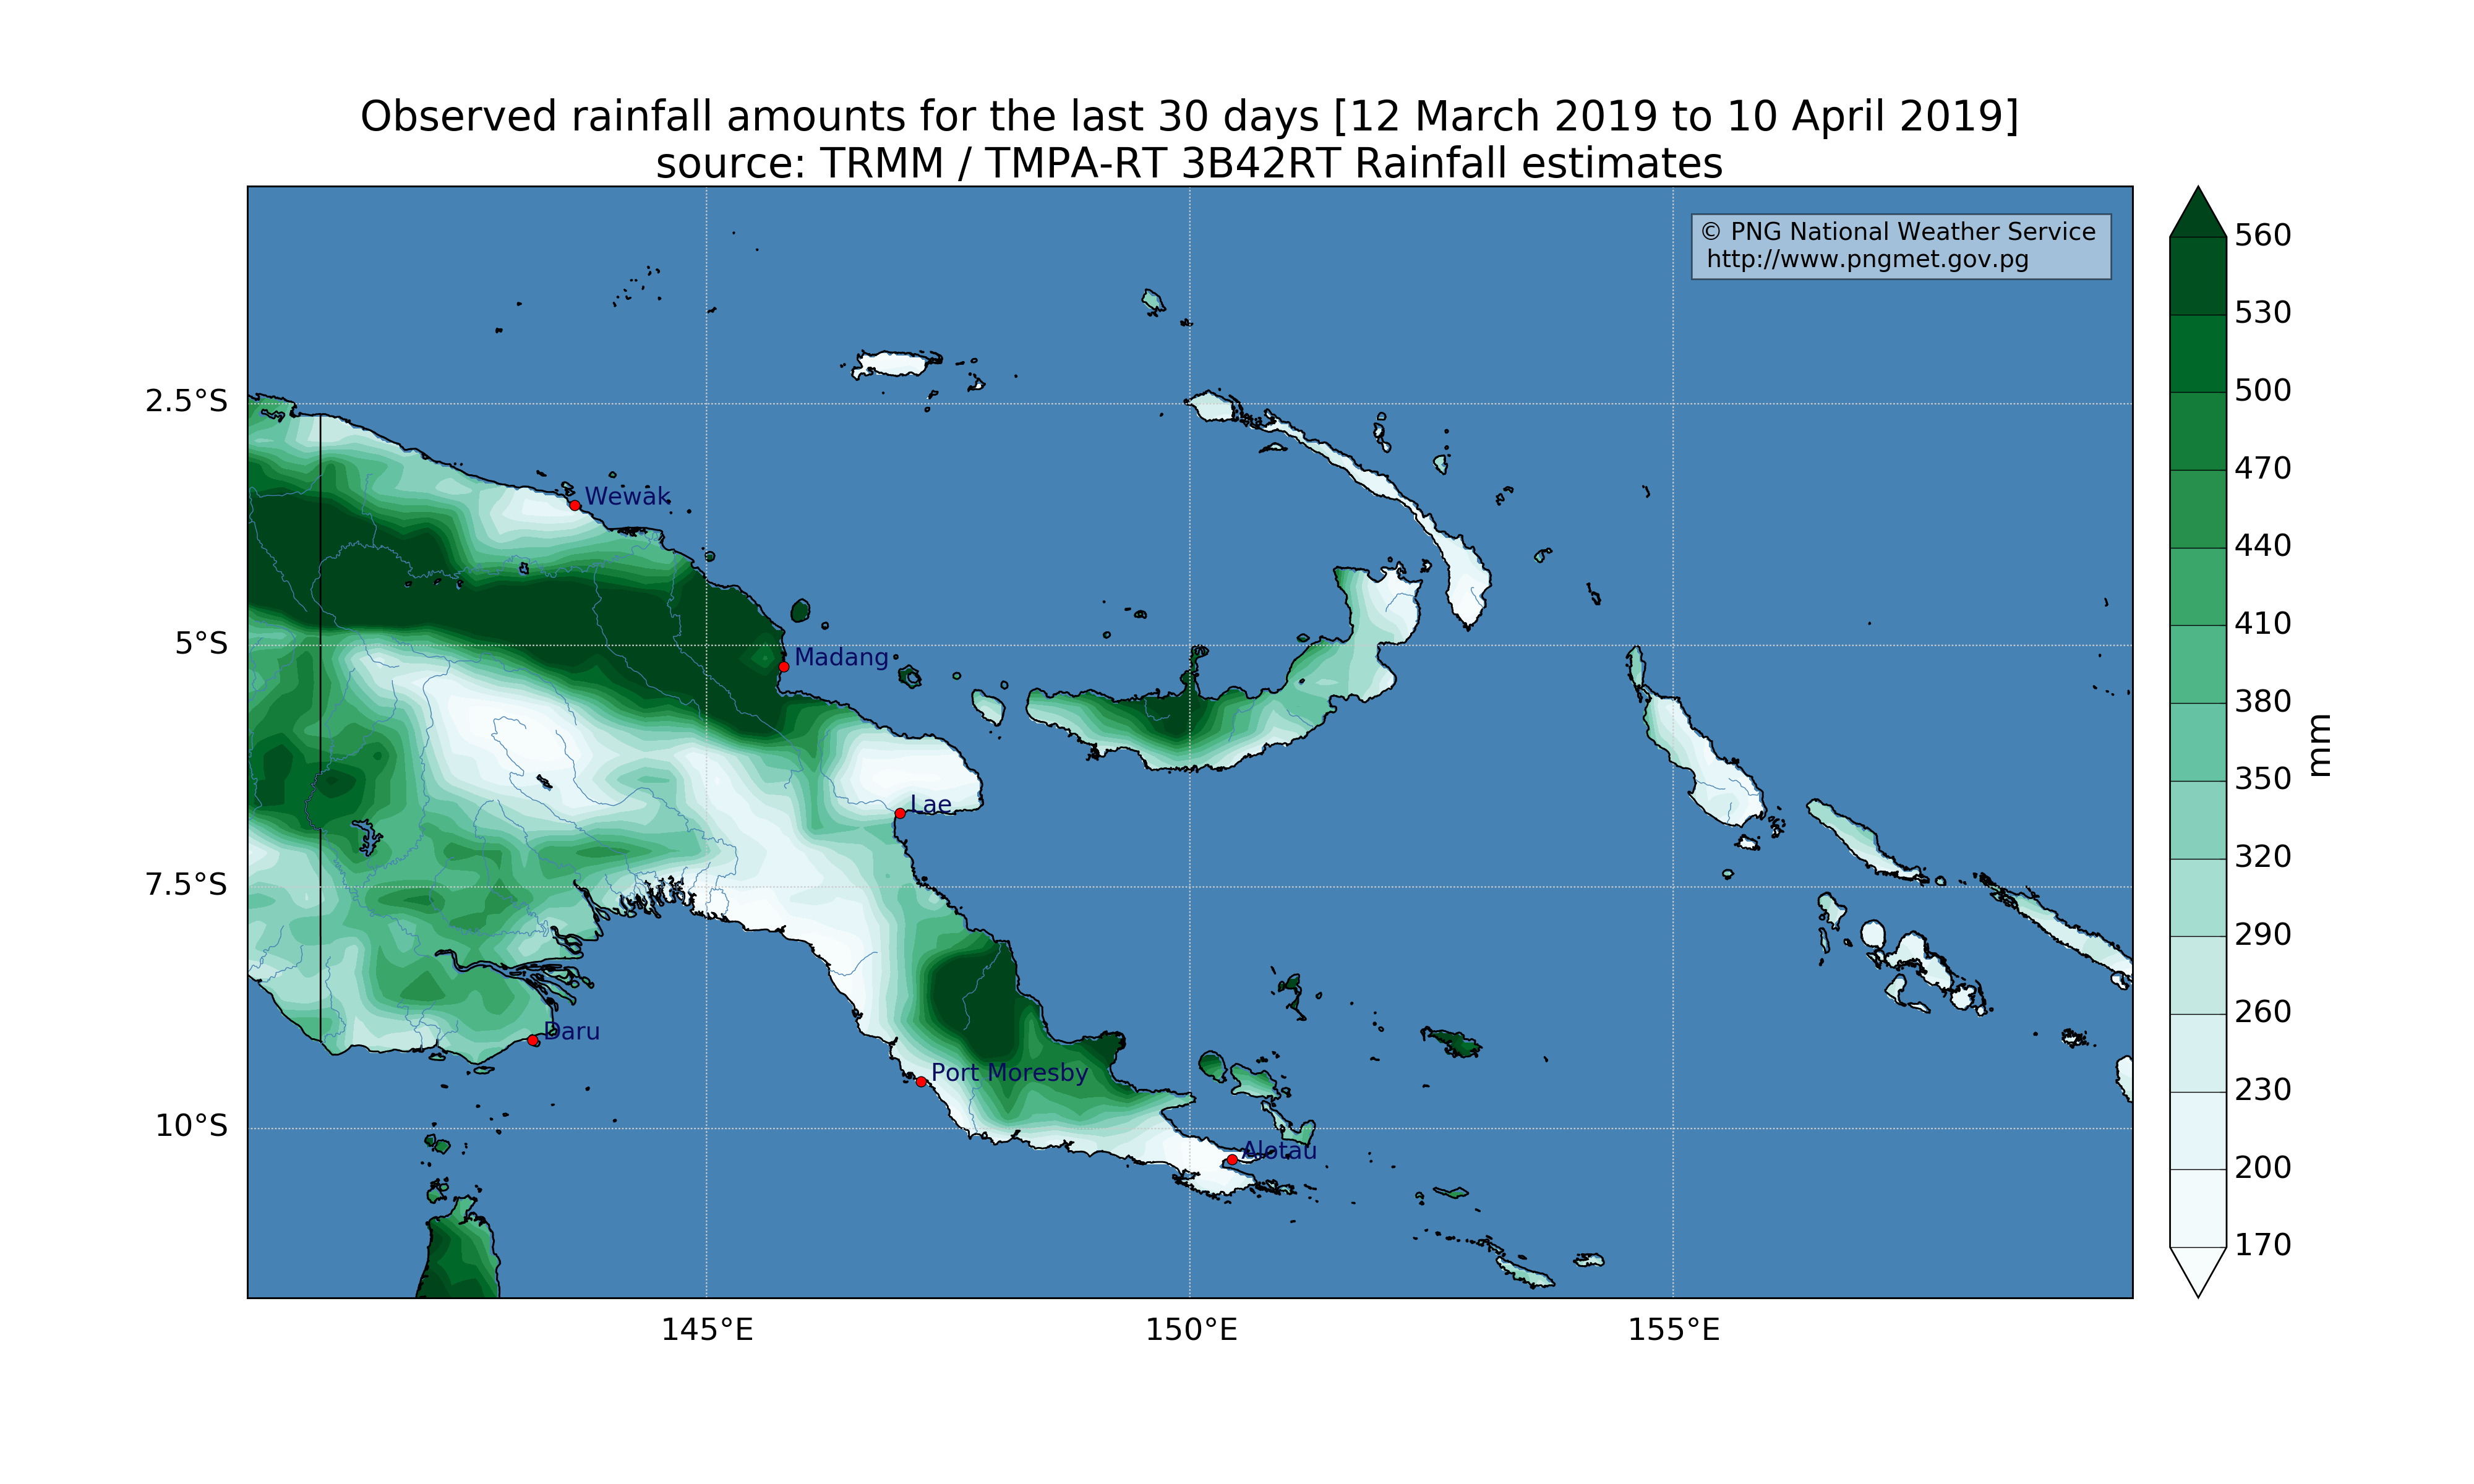 Observed rainfall amounts for the last 30 days [12 March 2019 to 10 April 2019]
source: TRMM / TMPA-RT 3B42RT Rainfall estimates
© PNG National Weather Service
http://www.pngmet.gov.pg
560
530
500
470
440
410
380
350
320
290
260
230
200
170
mm
2.5°S
5°S
7.5°S
10°S
Wewak
Madang
Lae
Daru
Port Moresby
Alotau
145°E
150°E
155°E